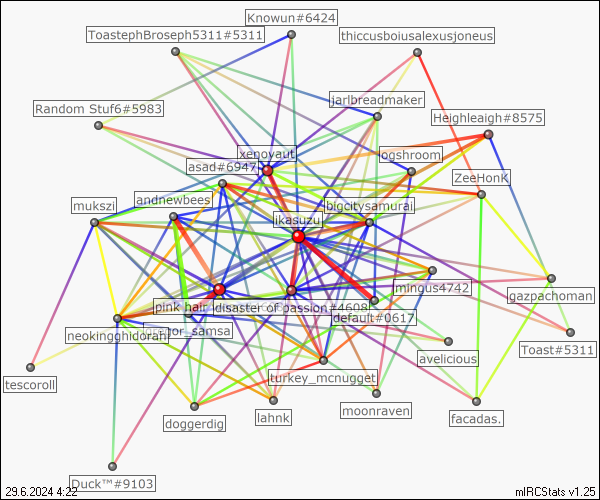 Knowun#6424
ToastephBroseph5311#5311
thiccusboiusalexusjoneus
jarlbreadmaker
Random Stuf6#5983
Heighleaigh#8575
xenoyaut
ogshroom
asad#6947
ZeeHonk
andnewbees
bigcitysamurai
mukszi
ikasuzu
mingus4742
gazpachoman
pink hair
disaster of passion#4608
default#0617
gregor_samsa
neokingghidorah
Toast#5311
avelicious
turkey_mcnugget
tescoroll
moonraven
lahnk
facadas.
doggerdig
Duck™#9103
29.6.2024 4:22
mIRCStats v1.25